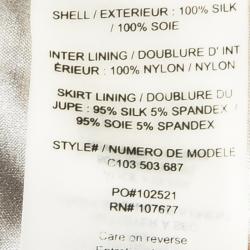 SHELL / EXTERIEUR : 100% SILK
/ 100% SOIE
INTER LINING / DOUBLURE D' INT
ÉRIEUR : 100% NYLON / NYLON
SKIRT LINING / DOUBLURE DU
JUPE : 95% SILK 5% SPANDEX /
95% SOIE 5% SPANDEX
STYLE# / NUMERO DE MODELE
C103 503 687
PO#102521
RN# 107677
Care on reverse